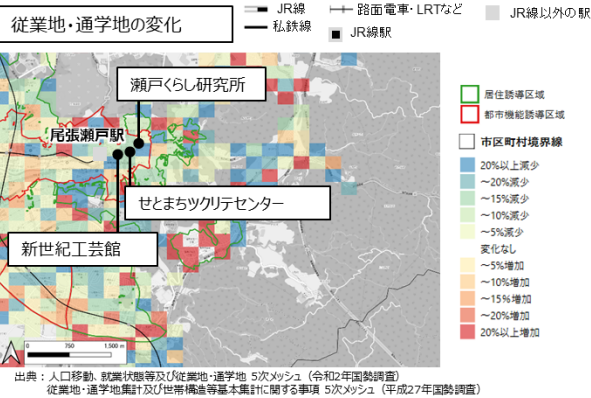 従業地・通学地の変化
JR線
路面電車・LRTなど
JR線以外の駅
私鉄線
JR線駅
瀬戸くらし研究所
尾張瀬戸駅
せとまちツクリテセンター
新世紀工芸館
居住誘導区域
都市機能誘導区域
市区町村境界線
20%以上減少
～20%減少
～15%減少
～10%減少
～5%減少
変化なし
～5%増加
～10%増加
～15%増加
～20%増加
20%以上増加
0 750 1,500 m
出典：人口移動、就業状態等及び従業地・通学地 5次メッシュ（令和2年国勢調査）
従業地・通学地集計及び世帯構造等基本集計に関する事項 5次メッシュ（平成27年国勢調査）